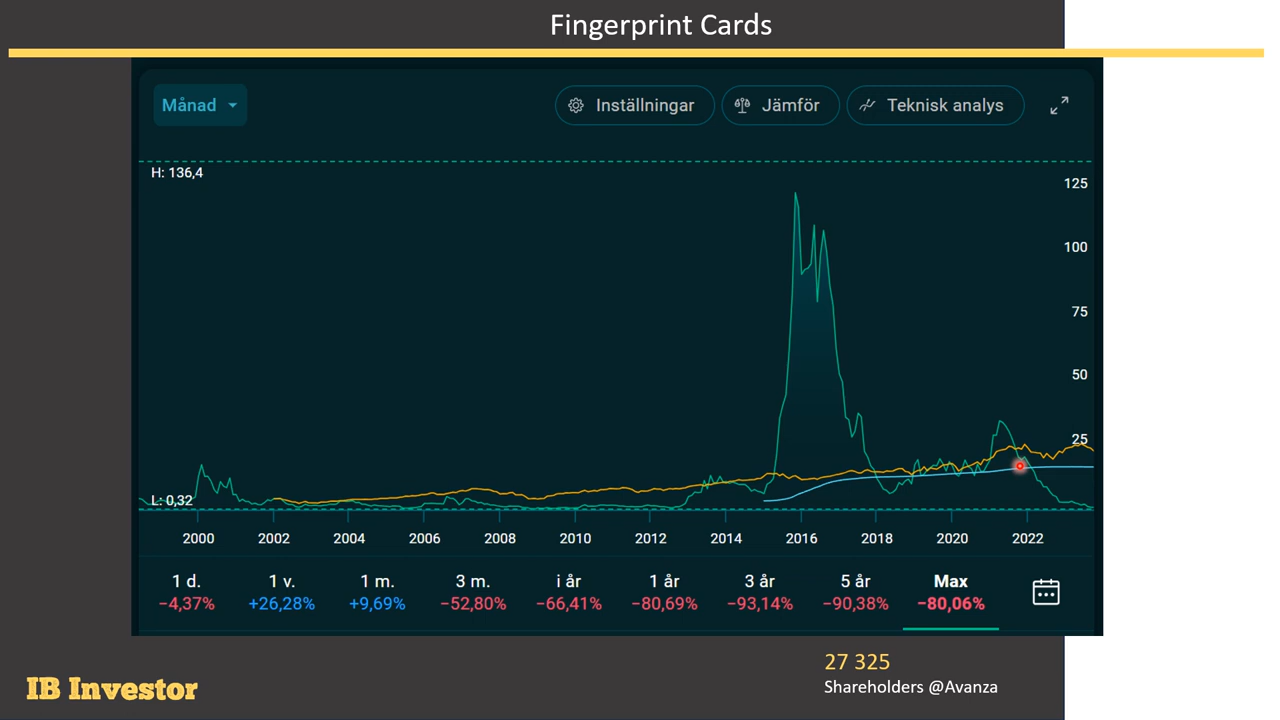 Fingerprint Cards
Månad
Inställningar
Jämför
Teknisk analys
H: 136,4
125
100
75
50
25
L: 0,32
2000 2002 2004 2006 2008 2010 2012 2014 2016 2018 2020 2022
1 d. 1 v. 1 m. 3 m. i år 1 år 3 år 5 år Max
−4,37% +26,28% +9,69% −52,80% −66,41% −80,69% −93,14% −90,38% −80,06%
27 325
Shareholders @Avanza
IB Investor